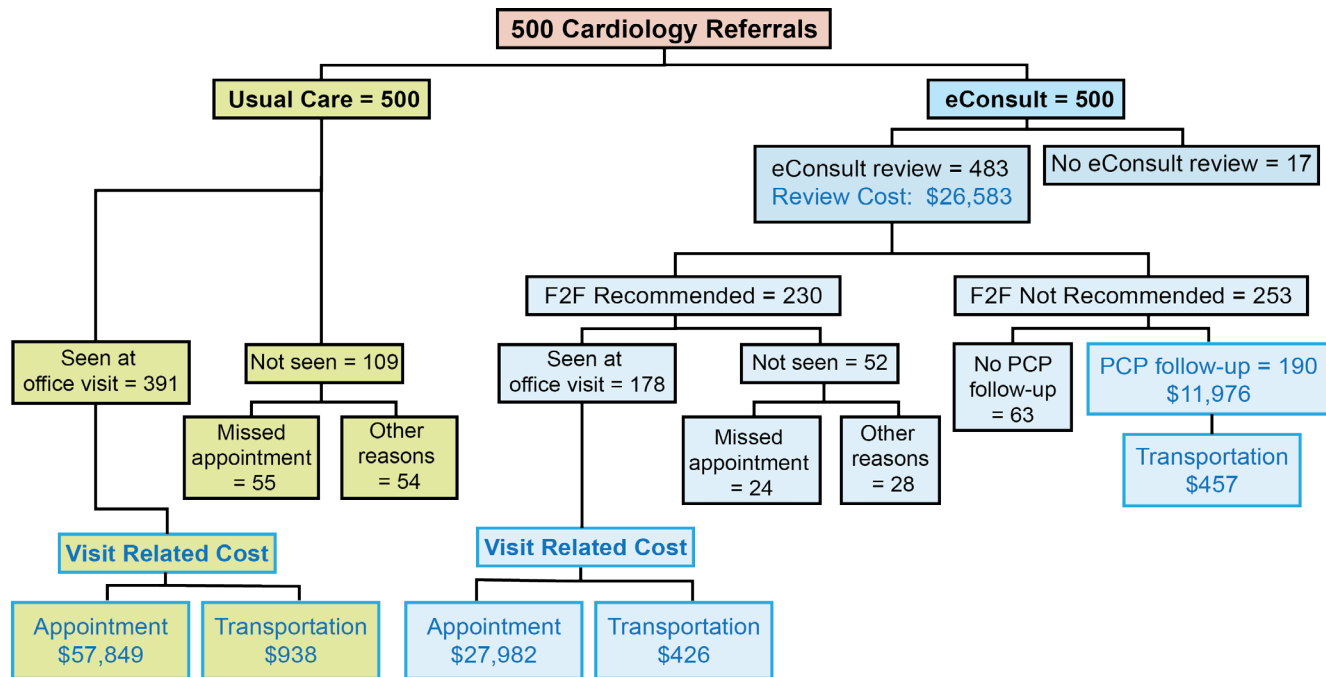 500 Cardiology Referrals
Usual Care = 500
eConsult = 500
eConsult review = 483
Review Cost:  $26,583
No eConsult review = 17
F2F Recommended = 230
F2F Not Recommended = 253
Seen at
office visit = 391
Not seen = 109
Seen at
office visit = 178
Not seen = 52
No PCP
follow-up
= 63
PCP follow-up = 190
$11,976
Missed
appointment
= 55
Other
reasons
= 54
Missed
appointment
= 24
Other
reasons
= 28
Transportation
$457
Visit Related Cost
Visit Related Cost
Appointment
$57,849
Transportation
$938
Appointment
$27,982
Transportation
$426